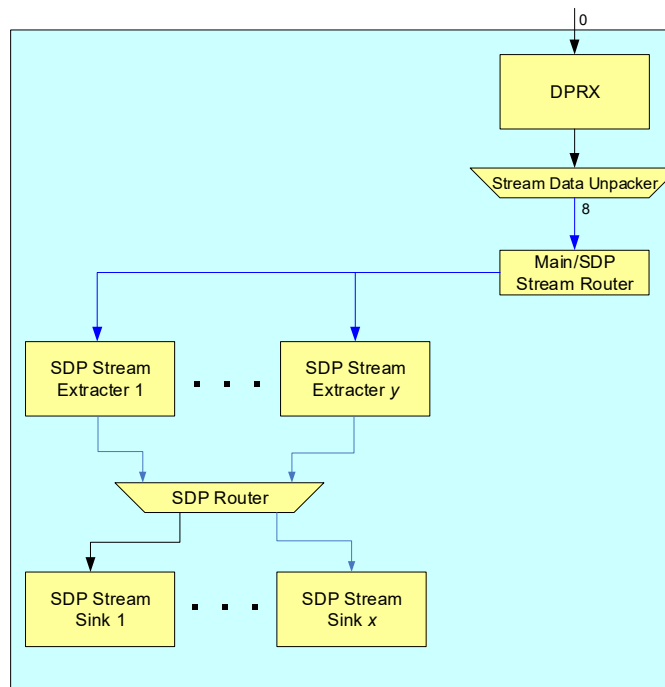 0
DPRX
Stream Data Unpacker
8
Main/SDP
Stream Router
SDP Stream
Extracter 1
SDP Stream
Extracter y
SDP Router
SDP Stream
Sink 1
SDP Stream
Sink x